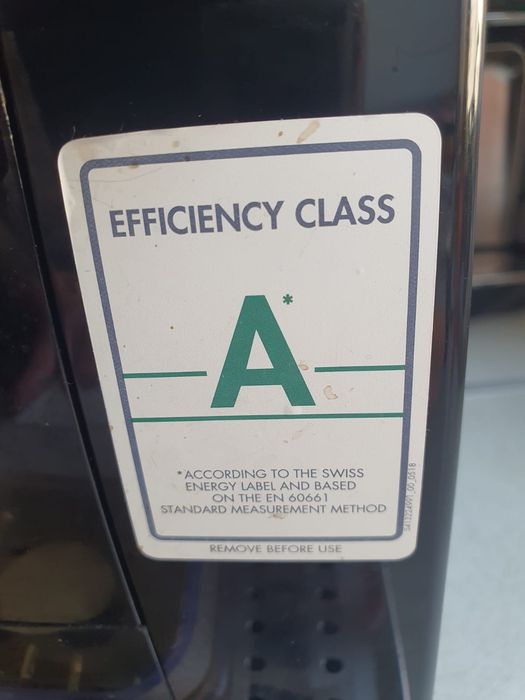 EFFICIENCY CLASS
A*
*ACCORDING TO THE SWISS
ENERGY LABEL AND BASED
ON THE EN 60661
STANDARD MEASUREMENT METHOD
REMOVE BEFORE USE